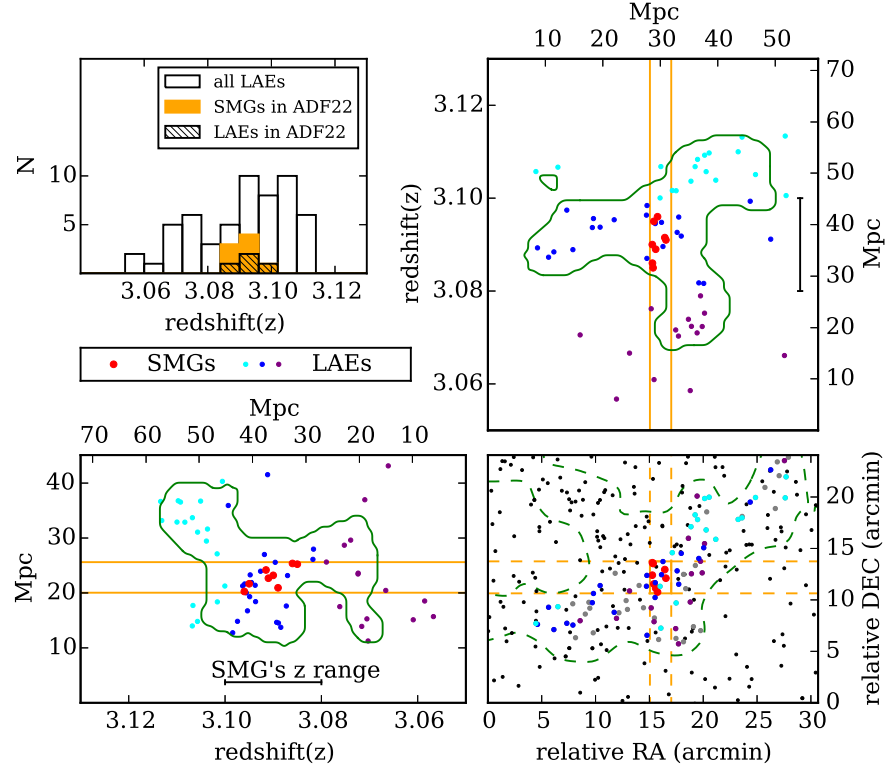 N
10
5
all LAEs
SMGs in ADF22
LAEs in ADF22
3.06 3.08 3.10 3.12
redshift(z)
SMGs LAEs
Mpc
10 20 30 40 50
3.12
3.10
3.08
3.06
redshift(z)
70
60
50
40
30
20
10
Mpc
Mpc
70 60 50 40 30 20 10
40
30
20
10
Mpc
SMG's z range
3.12 3.10 3.08 3.06
redshift(z)
20
15
10
5
0
relative DEC (arcmin)
0 5 10 15 20 25 30
relative RA (arcmin)